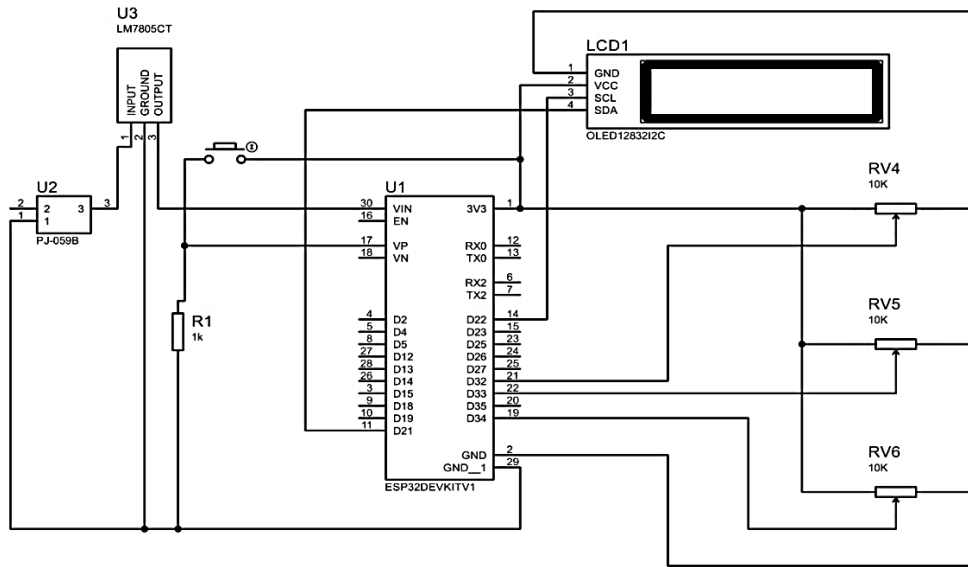 U3
LM7805CT
INPUT
GROUND
OUTPUT
1
2
3
U2
2
1
2
1
3
3
PJ-059B
LCD1
1
2
3
4
GND
VCC
SCL
SDA
OLED12832I2C
U1
30 VIN
16 EN
17 VP
18 VN
4 D2
5 D4
8 D5
27 D12
28 D13
26 D14
3 D15
9 D18
10 D19
11 D21
3V3 1
RX0 12
TX0 13
RX2 6
TX2 7
D22 14
D23 15
D25 23
D26 24
D27 25
D32 21
D33 22
D35 20
D34 19
GND 2
GND__1 29
ESP32DEVKITV1
R1
1k
RV4
10K
RV5
10K
RV6
10K